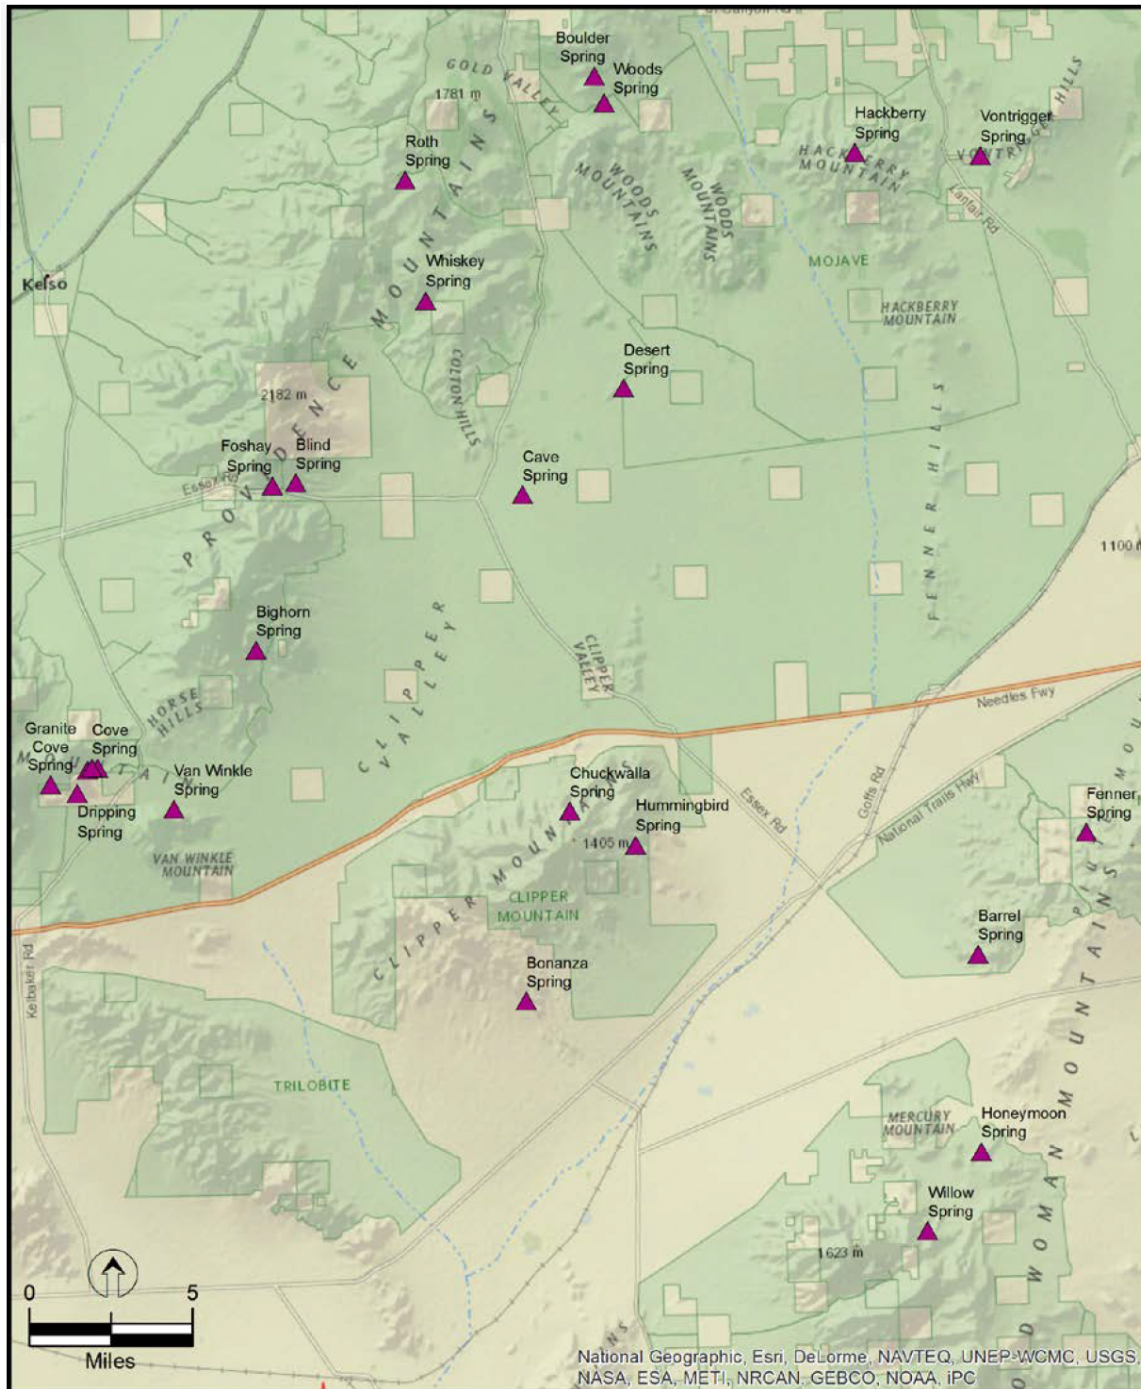 Boulder
Spring
Woods
Spring
GOLD VALLEY
1781 m
Roth
Spring
Hackberry
Spring
Vontrigger
Spring
HACKBERRY
MOUNTAIN
WOODS
MOUNTAINS
WOODS
MOUNTAINS
Lanfair Rd
MOJAVE
Kelso
Whiskey
Spring
HACKBERRY
MOUNTAIN
PROVIDENCE MOUNTAINS
COLTON HILLS
Desert
Spring
2182 m
Foshay
Spring
Blind
Spring
Essex Rd
Cave
Spring
FENNER HILLS
1100 m
Bighorn
Spring
CLIPPER
VALLEY
CLIPPER
VALLEY
HORSE
HILLS
Needles Fwy
Granite
Cove
Spring
Cove
Spring
Dripping
Spring
Van Winkle
Spring
VAN WINKLE
MOUNTAIN
Chuckwalla
Spring
Hummingbird
Spring
1405 m
Essex Rd
Goffs Rd
National Trails Hwy
Fenner
Spring
CLIPPER MOUNTAINS
CLIPPER
MOUNTAIN
Barrel
Spring
Bonanza
Spring
Kelbaker Rd
TRILOBITE
MERCURY
MOUNTAIN
Honeymoon
Spring
Willow
Spring
1623 m
WOMAN MOUNTAINS
0 5
Miles
National Geographic, Esri, DeLorme, NAVTEQ, UNEP-WCMC, USGS,
NASA, ESA, METI, NRCAN, GEBCO, NOAA, iPC